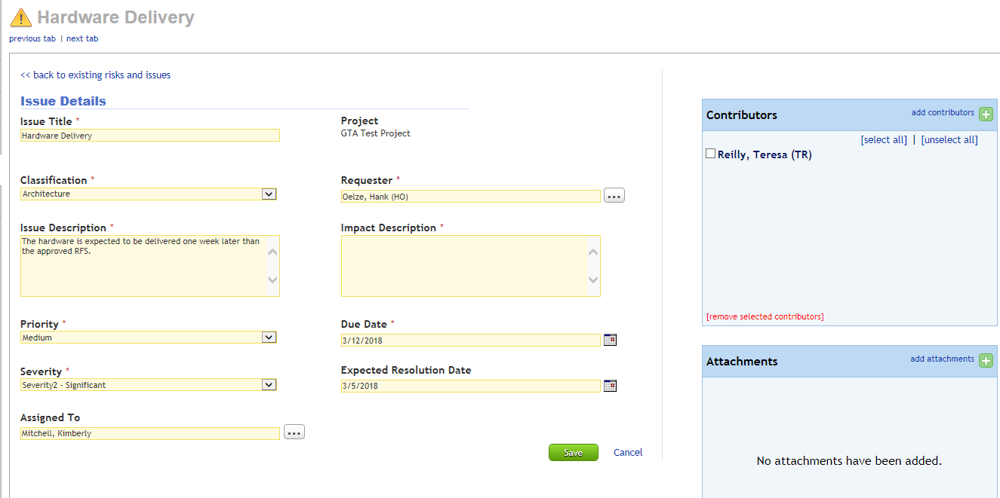 Hardware Delivery
previous tab | next tab
<< back to existing risks and issues
Issue Details
Issue Title *
Hardware Delivery
Project
GTA Test Project
Classification *
Architecture
Requester *
Oelze, Hank (HO)
...
Issue Description *
The hardware is expected to be delivered one week later than
the approved RFS.
Impact Description *
Priority *
Medium
Due Date *
3/12/2018
Severity *
Severity2 - Significant
Expected Resolution Date
3/5/2018
Assigned To
Mitchell, Kimberly
...
Save
Cancel
Contributors
add contributors
[select all] | [unselect all]
Reilly, Teresa (TR)
[remove selected contributors]
Attachments
add attachments
No attachments have been added.